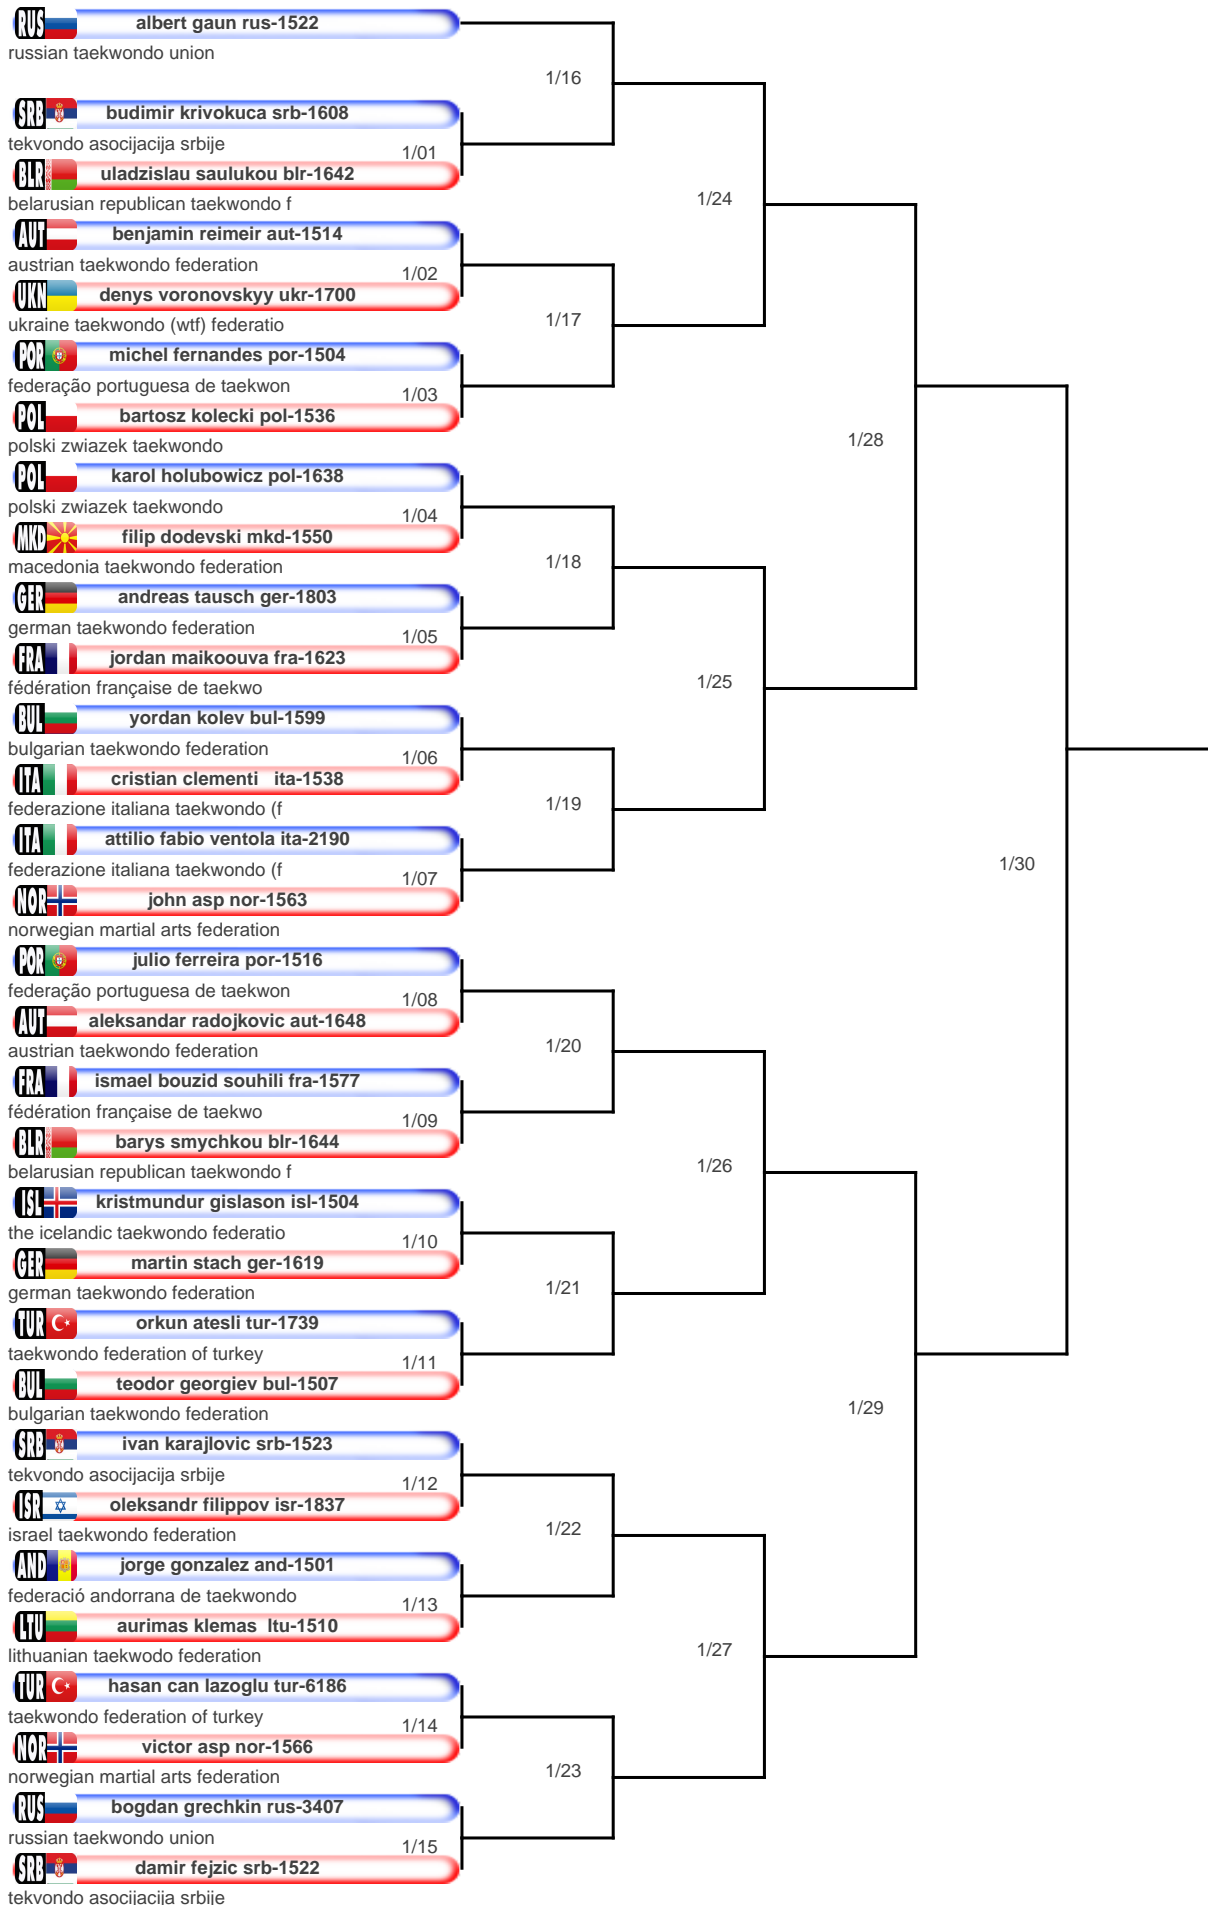 RUS albert gaun rus-1522
russian taekwondo union
1/16
SRB budimir krivokuca srb-1608
tekvondo asocijacija srbije
1/01
BLR uladzislau saulukou blr-1642
belarusian republican taekwondo f
1/24
AUT benjamin reimeir aut-1514
austrian taekwondo federation
1/02
UKN denys voronovskyy ukr-1700
ukraine taekwondo (wtf) federatio
1/17
POR michel fernandes por-1504
federação portuguesa de taekwon
1/03
POL bartosz kolecki pol-1536
polski zwiazek taekwondo
1/28
POL karol holubowicz pol-1638
polski zwiazek taekwondo
1/04
MKD filip dodevski mkd-1550
macedonia taekwondo federation
1/18
GER andreas tausch ger-1803
german taekwondo federation
1/05
FRA jordan maikoouva fra-1623
fédération française de taekwo
1/25
BUL yordan kolev bul-1599
bulgarian taekwondo federation
1/06
ITA cristian clementi ita-1538
federazione italiana taekwondo (f
1/19
ITA attilio fabio ventola ita-2190
federazione italiana taekwondo (f
1/30
1/07
NOR john asp nor-1563
norwegian martial arts federation
POR julio ferreira por-1516
federação portuguesa de taekwon
1/08
AUT aleksandar radojkovic aut-1648
austrian taekwondo federation
1/20
FRA ismael bouzid souhili fra-1577
fédération française de taekwo
1/09
BLR barys smychkou blr-1644
belarusian republican taekwondo f
1/26
ISL kristmundur gislason isl-1504
the icelandic taekwondo federatio
1/10
GER martin stach ger-1619
german taekwondo federation
1/21
TUR orkun atesli tur-1739
taekwondo federation of turkey
1/11
BUL teodor georgiev bul-1507
bulgarian taekwondo federation
1/29
SRB ivan karajlovic srb-1523
tekvondo asocijacija srbije
1/12
ISR oleksandr filippov isr-1837
israel taekwondo federation
1/22
AND jorge gonzalez and-1501
federació andorrana de taekwondo
1/13
LTU aurimas klemas ltu-1510
lithuanian taekwodo federation
1/27
TUR hasan can lazoglu tur-6186
taekwondo federation of turkey
1/14
NOR victor asp nor-1566
norwegian martial arts federation
1/23
RUS bogdan grechkin rus-3407
russian taekwondo union
1/15
SRB damir fejzic srb-1522
tekvondo asocijacija srbije